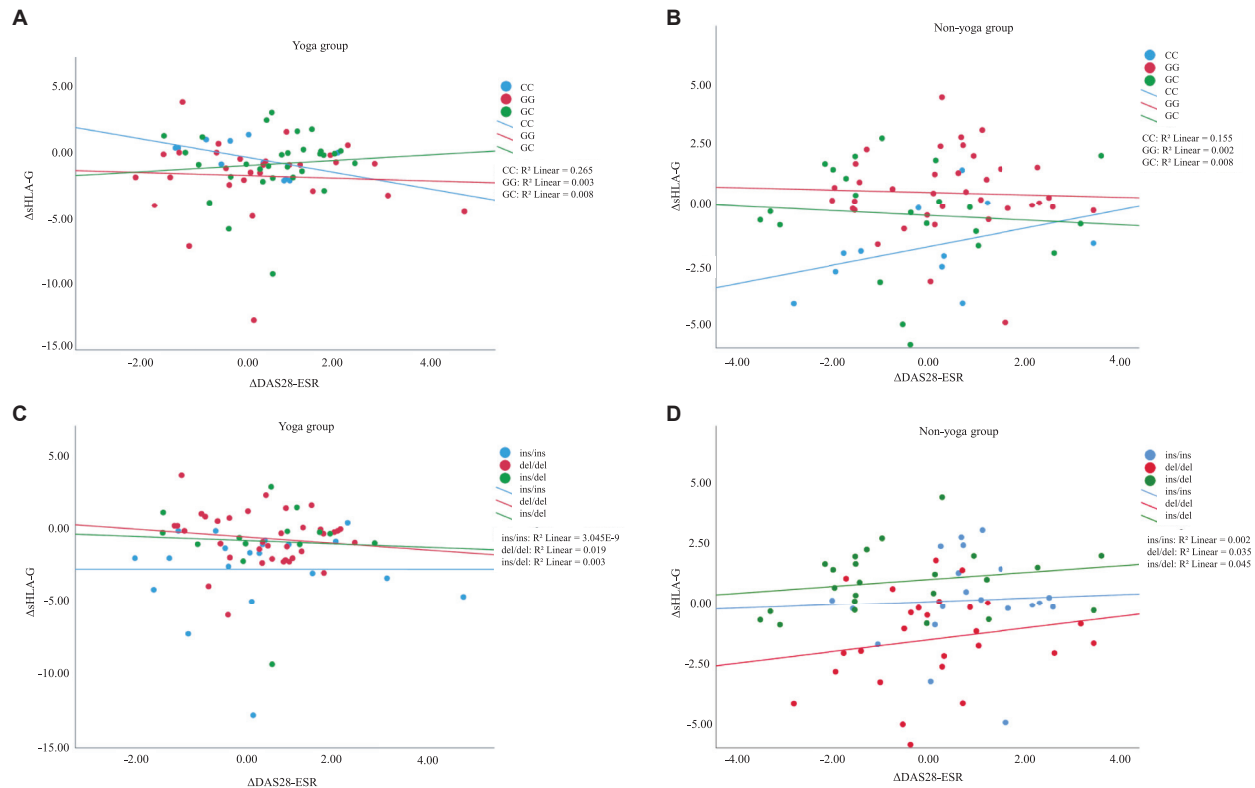 A
Yoga group
ΔsHLA-G
5.00
0.00
-5.00
-10.00
-15.00
-2.00 0.00 2.00 4.00
ΔDAS28-ESR
CC
GG
GC
CC
GG
GC
CC: R² Linear = 0.265
GG: R² Linear = 0.003
GC: R² Linear = 0.008
B
Non-yoga group
ΔsHLA-G
5.00
2.50
0.00
-2.50
-5.00
-4.00 -2.00 0.00 2.00 4.00
ΔDAS28-ESR
CC
GG
GC
CC
GG
GC
CC: R² Linear = 0.155
GG: R² Linear = 0.002
GC: R² Linear = 0.008
C
Yoga group
ΔsHLA-G
5.00
0.00
-5.00
-10.00
-15.00
-2.00 0.00 2.00 4.00
ΔDAS28-ESR
ins/ins
del/del
ins/del
ins/ins
del/del
ins/del
ins/ins: R² Linear = 3.045E-9
del/del: R² Linear = 0.019
ins/del: R² Linear = 0.003
D
Non-yoga group
ΔsHLA-G
5.00
2.50
0.00
-2.50
-5.00
-4.00 -2.00 0.00 2.00 4.00
ΔDAS28-ESR
ins/ins
del/del
ins/del
ins/ins
del/del
ins/del
ins/ins: R² Linear = 0.002
del/del: R² Linear = 0.035
ins/del: R² Linear = 0.045